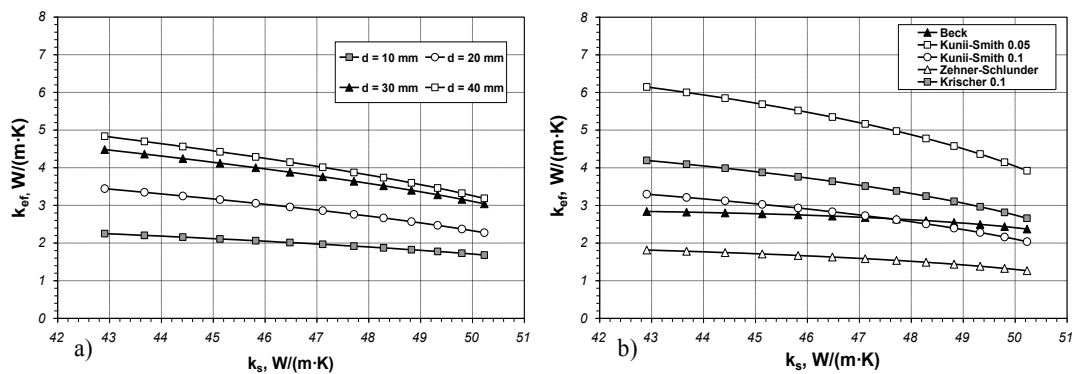 8
7
6
5
4
3
2
1
0
k_ef, W/(m·K)
d = 10 mm
d = 20 mm
d = 30 mm
d = 40 mm
42 43 44 45 46 47 48 49 50 51
k_s, W/(m·K)
a)
8
7
6
5
4
3
2
1
0
k_ef, W/(m·K)
Beck
Kunii-Smith 0.05
Kunii-Smith 0.1
Zehner-Schlunder
Krischer 0.1
42 43 44 45 46 47 48 49 50 51
k_s, W/(m·K)
b)